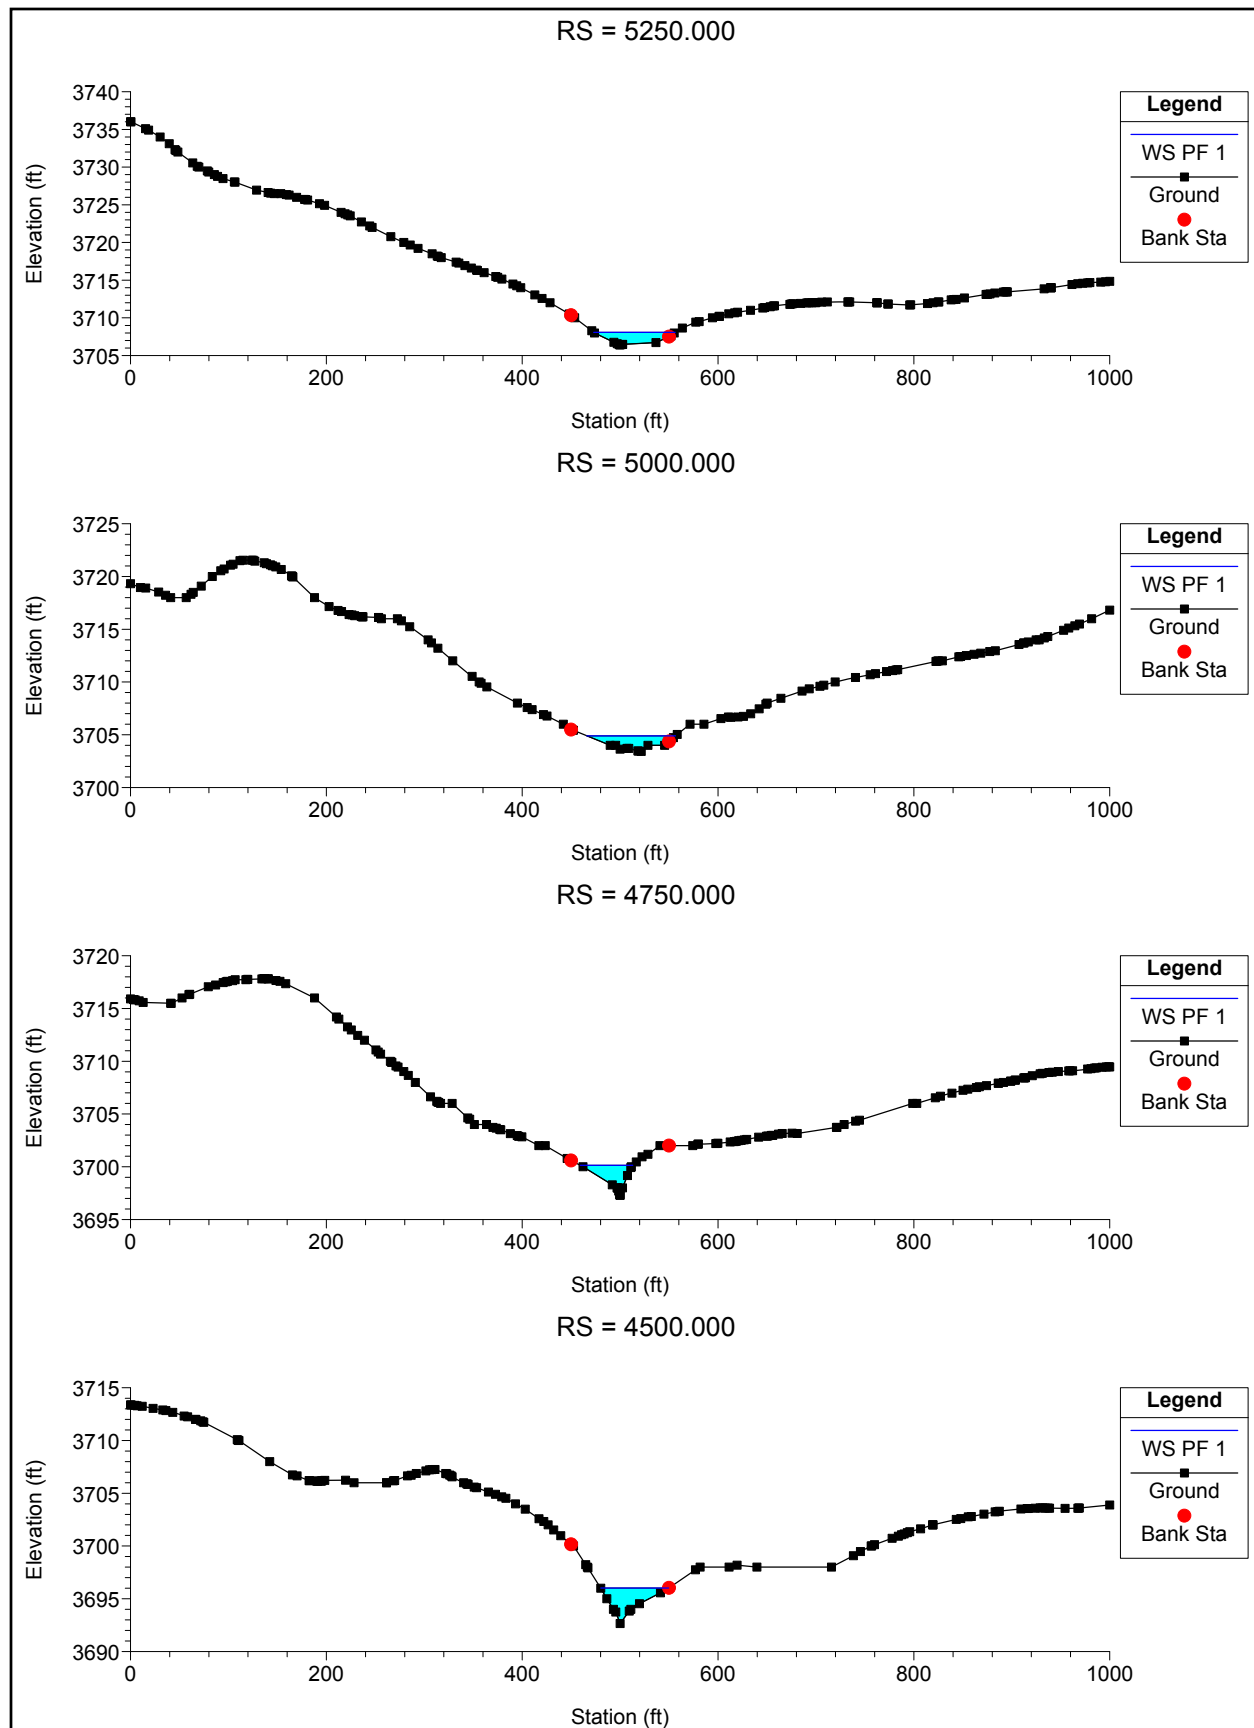 RS = 5250.000
3740
3735
3730
3725
3720
3715
3710
3705
Elevation (ft)
0 200 400 600 800 1000
Station (ft)
Legend
WS PF 1
Ground
Bank Sta
RS = 5000.000
3725
3720
3715
3710
3705
3700
Elevation (ft)
0 200 400 600 800 1000
Station (ft)
Legend
WS PF 1
Ground
Bank Sta
RS = 4750.000
3720
3715
3710
3705
3700
3695
Elevation (ft)
0 200 400 600 800 1000
Station (ft)
Legend
WS PF 1
Ground
Bank Sta
RS = 4500.000
3715
3710
3705
3700
3695
3690
Elevation (ft)
0 200 400 600 800 1000
Station (ft)
Legend
WS PF 1
Ground
Bank Sta